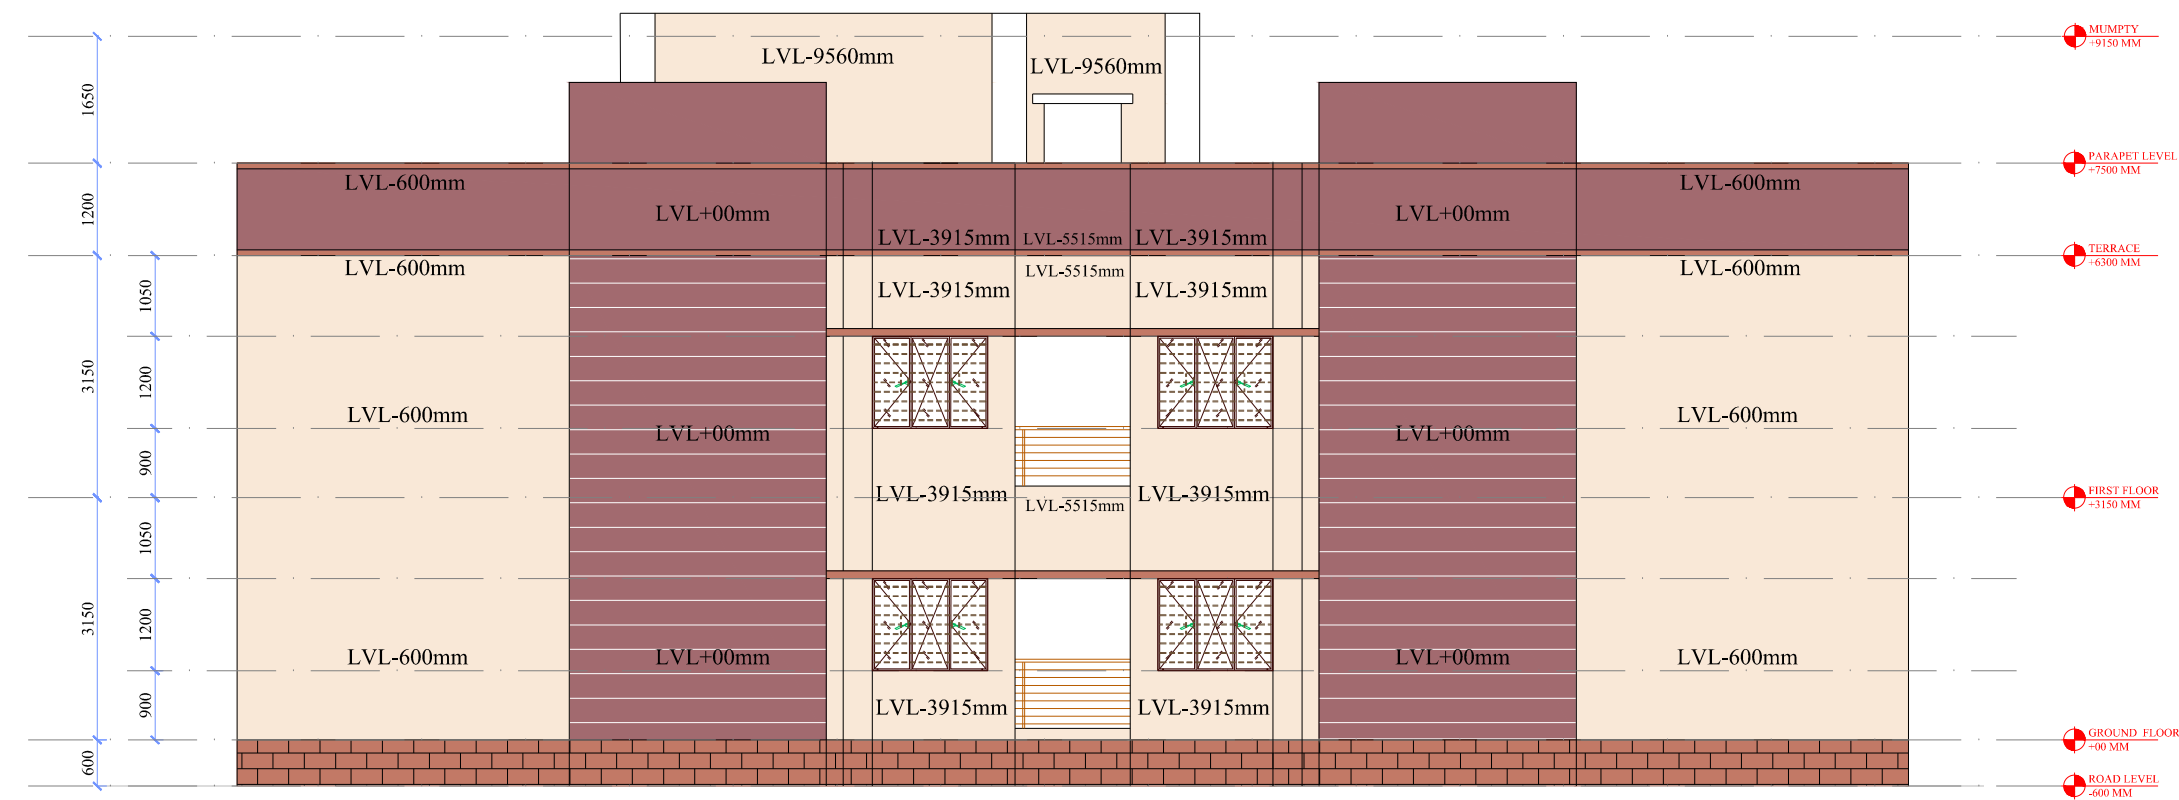 MUMPTY
+9150 MM
LVL-9560mm
LVL-9560mm
1650
PARAPET LEVEL
+7500 MM
LVL-600mm
LVL-600mm
1200
LVL+00mm
LVL+00mm
LVL-3915mm
LVL-5515mm
LVL-3915mm
TERRACE
+6300 MM
LVL-600mm
LVL-5515mm
LVL-600mm
1050
LVL-3915mm
LVL-3915mm
3150
1200
LVL-600mm
LVL-600mm
LVL+00mm
LVL+00mm
900
LVL-3915mm
LVL-3915mm
FIRST FLOOR
+3150 MM
LVL-5515mm
1050
3150
1200
LVL-600mm
LVL+00mm
LVL+00mm
LVL-600mm
900
LVL-3915mm
LVL-3915mm
GROUND FLOOR
+00 MM
600
ROAD LEVEL
-600 MM